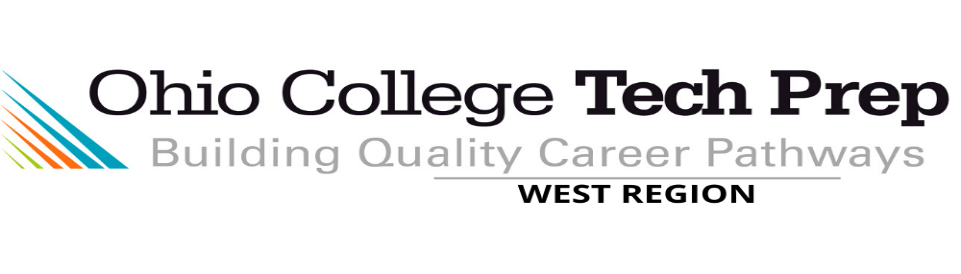 Ohio College Tech Prep
Building Quality Career Pathways
WEST REGION